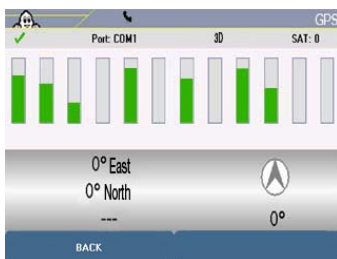 GPS
Port: COM1 3D SAT: 0
0° East
0° North
---
0°
BACK